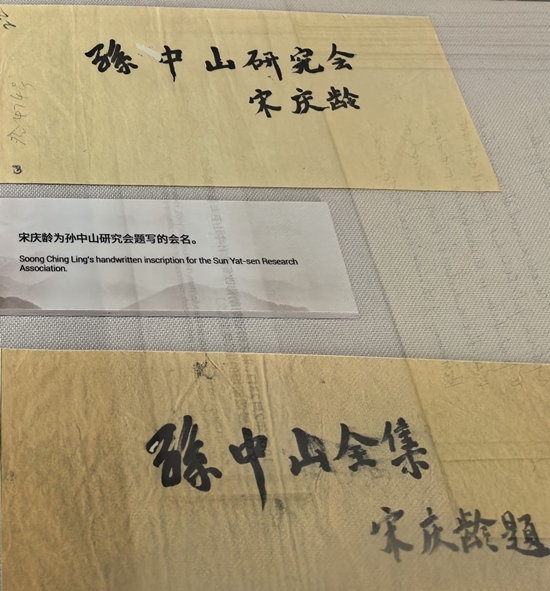 孫中山研究会
宋庆龄
宋庆龄为孙中山研究会题写的会名。
Soong Ching Ling's handwritten inscription for the Sun Yat-sen Research
Association.
孫中山全集
宋庆龄题